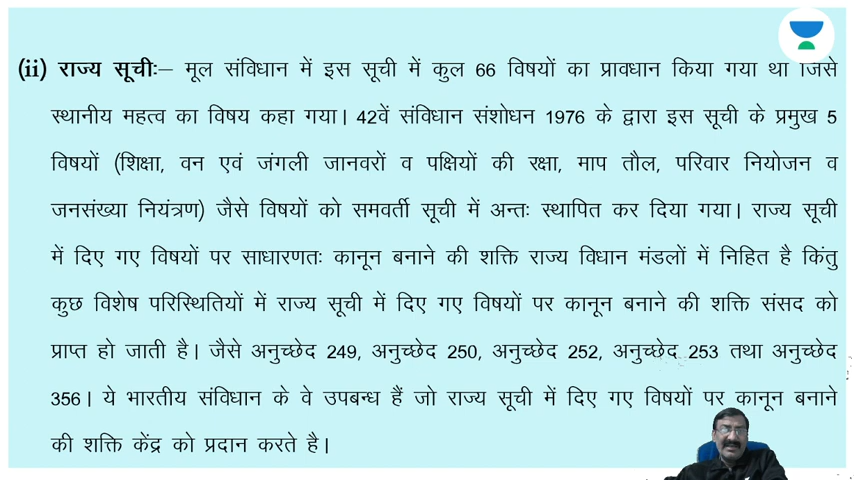 (ii) राज्य सूचीः– मूल संविधान में इस सूची में कुल 66 विषयों का प्रावधान किया गया था जिसे
स्थानीय महत्व का विषय कहा गया। 42वें संविधान संशोधन 1976 के द्वारा इस सूची के प्रमुख 5
विषयों (शिक्षा, वन एवं जंगली जानवरों व पक्षियों की रक्षा, माप तौल, परिवार नियोजन व
जनसंख्या नियंत्रण) जैसे विषयों को समवर्ती सूची में अन्तः स्थापित कर दिया गया। राज्य सूची
में दिए गए विषयों पर साधारणतः कानून बनाने की शक्ति राज्य विधान मंडलों में निहित है किंतु
कुछ विशेष परिस्थितियों में राज्य सूची में दिए गए विषयों पर कानून बनाने की शक्ति संसद को
प्राप्त हो जाती है। जैसे अनुच्छेद 249, अनुच्छेद 250, अनुच्छेद 252, अनुच्छेद 253 तथा अनुच्छेद
356। ये भारतीय संविधान के वे उपबन्ध हैं जो राज्य सूची में दिए गए विषयों पर कानून बनाने
की शक्ति केंद्र को प्रदान करते है।